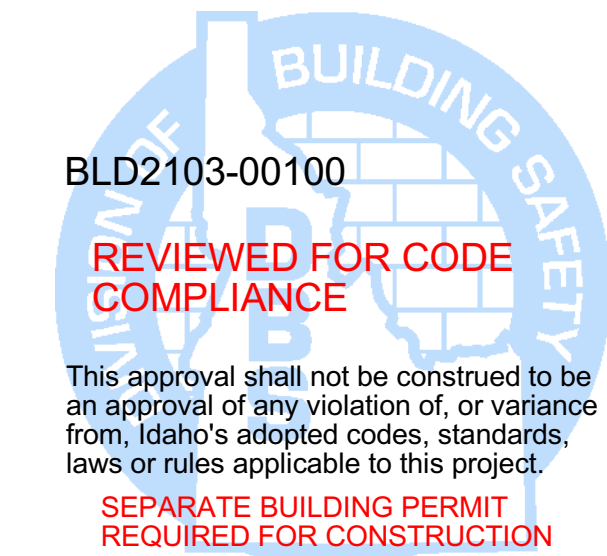 DIVISION OF BUILDING SAFETY
BLD2103-00100
DBS
REVIEWED FOR CODE
COMPLIANCE
This approval shall not be construed to be
an approval of any violation of, or variance
from, Idaho's adopted codes, standards,
laws or rules applicable to this project.
SEPARATE BUILDING PERMIT
REQUIRED FOR CONSTRUCTION